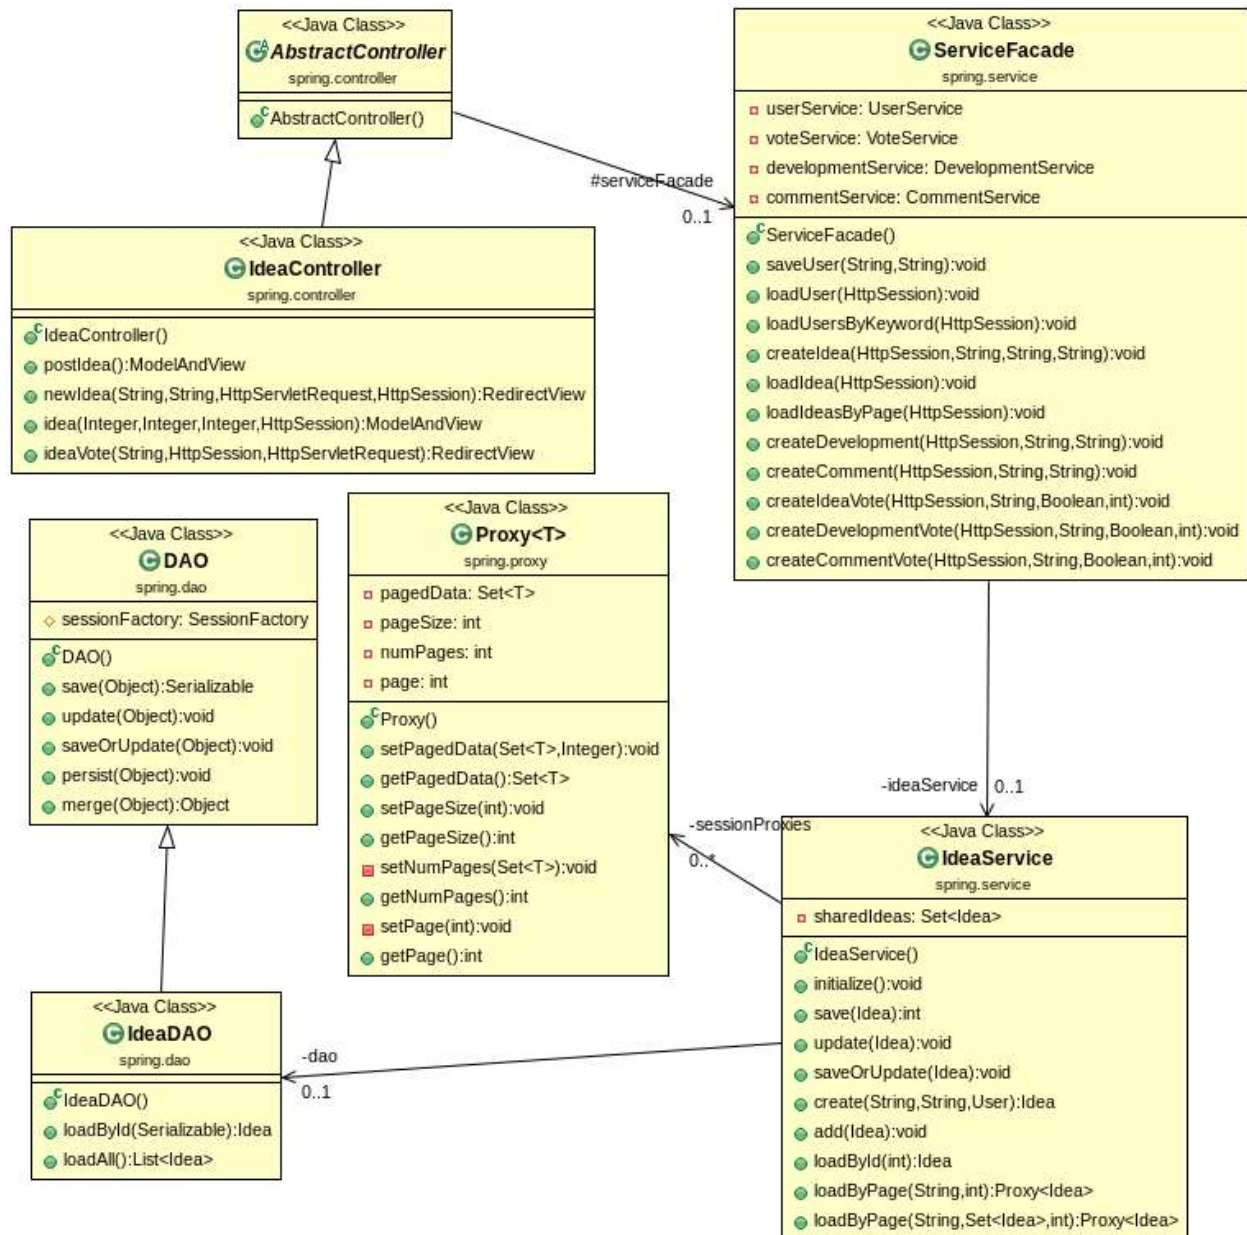 <<Java Class>>
AbstractController
spring.controller
AbstractController()
<<Java Class>>
ServiceFacade
spring.service
userService: UserService
voteService: VoteService
developmentService: DevelopmentService
commentService: CommentService
ServiceFacade()
saveUser(String,String):void
loadUser(HttpSession):void
loadUsersByKeyword(HttpSession):void
createIdea(HttpSession,String,String,String):void
loadIdea(HttpSession):void
loadIdeasByPage(HttpSession):void
createDevelopment(HttpSession,String,String):void
createComment(HttpSession,String,String):void
createIdeaVote(HttpSession,String,Boolean,int):void
createDevelopmentVote(HttpSession,String,Boolean,int):void
createCommentVote(HttpSession,String,Boolean,int):void
#serviceFacade
0..1
<<Java Class>>
IdeaController
spring.controller
IdeaController()
postIdea():ModelAndView
newIdea(String,String,HttpServletRequest,HttpSession):RedirectView
idea(Integer,Integer,Integer,HttpSession):ModelAndView
ideaVote(String,HttpSession,HttpServletRequest):RedirectView
<<Java Class>>
DAO
spring.dao
sessionFactory: SessionFactory
DAO()
save(Object):Serializable
update(Object):void
saveOrUpdate(Object):void
persist(Object):void
merge(Object):Object
<<Java Class>>
Proxy<T>
spring.proxy
pagedData: Set<T>
pageSize: int
numPages: int
page: int
Proxy()
setPagedData(Set<T>,Integer):void
getPagedData():Set<T>
setPageSize(int):void
getPageSize():int
setNumPages(Set<T>):void
getNumPages():int
setPage(int):void
getPage():int
-ideaService
0..1
-sessionProxies
0..*
<<Java Class>>
IdeaService
spring.service
sharedIdeas: Set<Idea>
IdeaService()
initialize():void
save(Idea):int
update(Idea):void
saveOrUpdate(Idea):void
create(String,String,User):Idea
add(Idea):void
loadById(int):Idea
loadByPage(String,int):Proxy<Idea>
loadByPage(String,Set<Idea>,int):Proxy<Idea>
<<Java Class>>
IdeaDAO
spring.dao
IdeaDAO()
loadById(Serializable):Idea
loadAll():List<Idea>
-dao
0..1